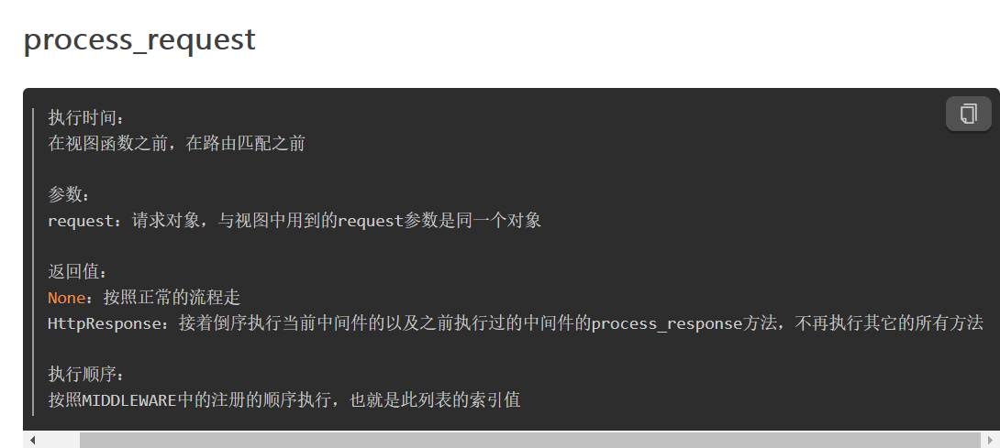 process_request
执行时间：
在视图函数之前，在路由匹配之前
参数：
request：请求对象，与视图中用到的request参数是同一个对象
返回值：
None：按照正常的流程走
HttpResponse：接着倒序执行当前中间件的以及之前执行过的中间件的process_response方法，不再执行其它的所有方法
执行顺序：
按照MIDDLEWARE中的注册的顺序执行，也就是此列表的索引值